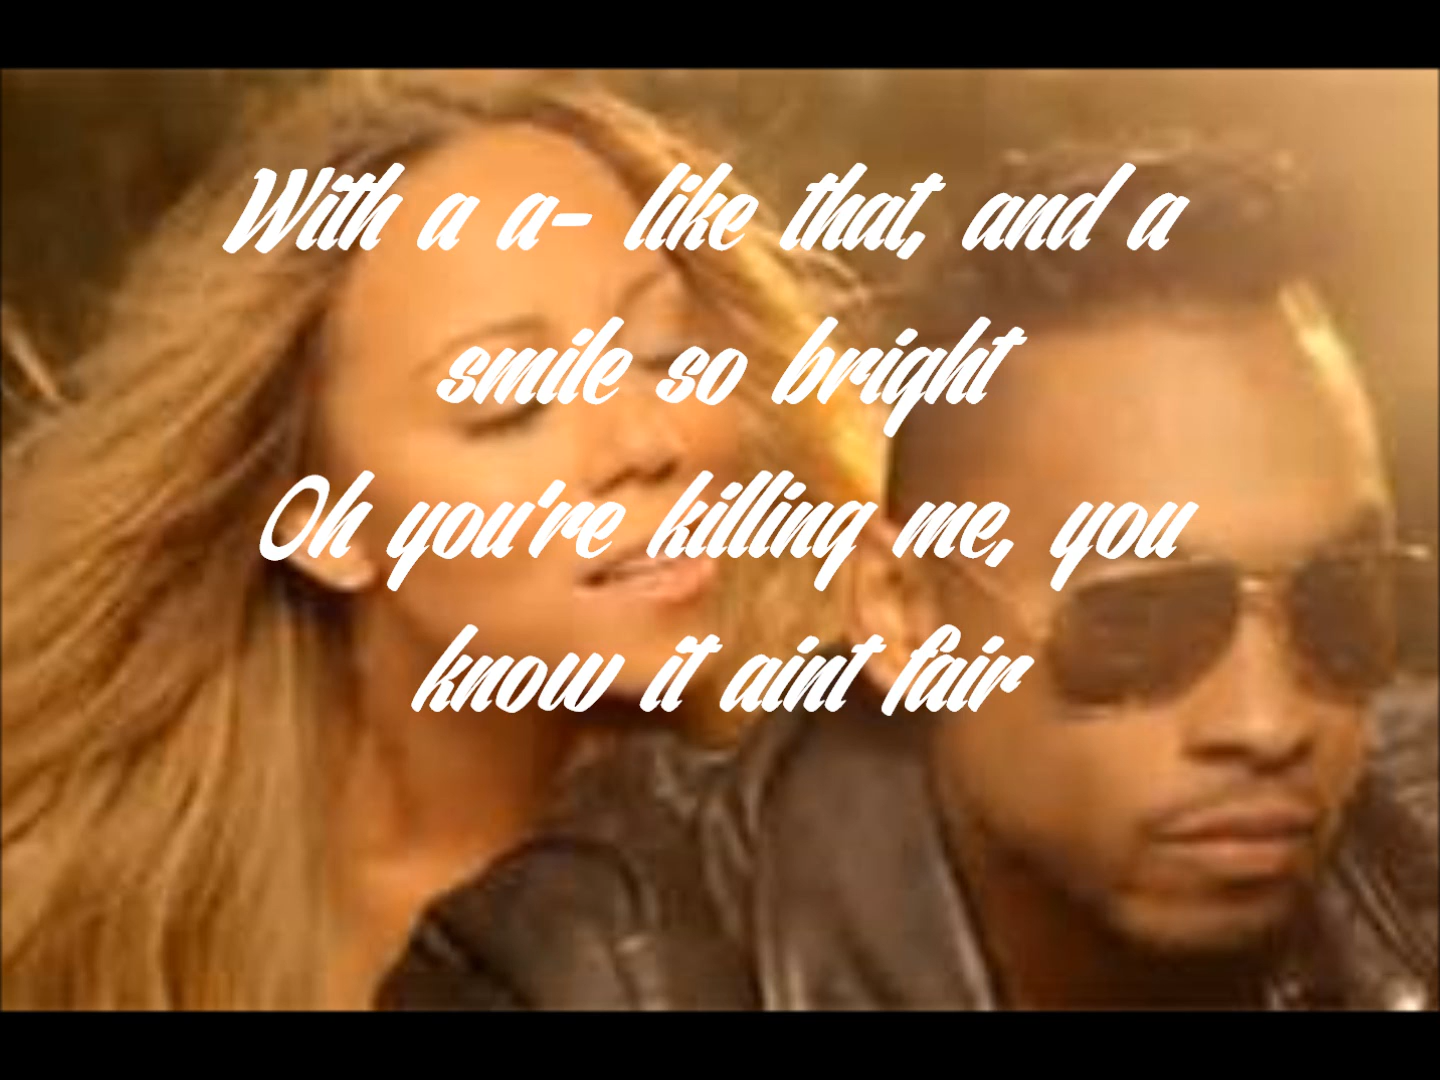 With a a- like that, and a
smile so bright
Oh you're killing me, you
know it aint fair